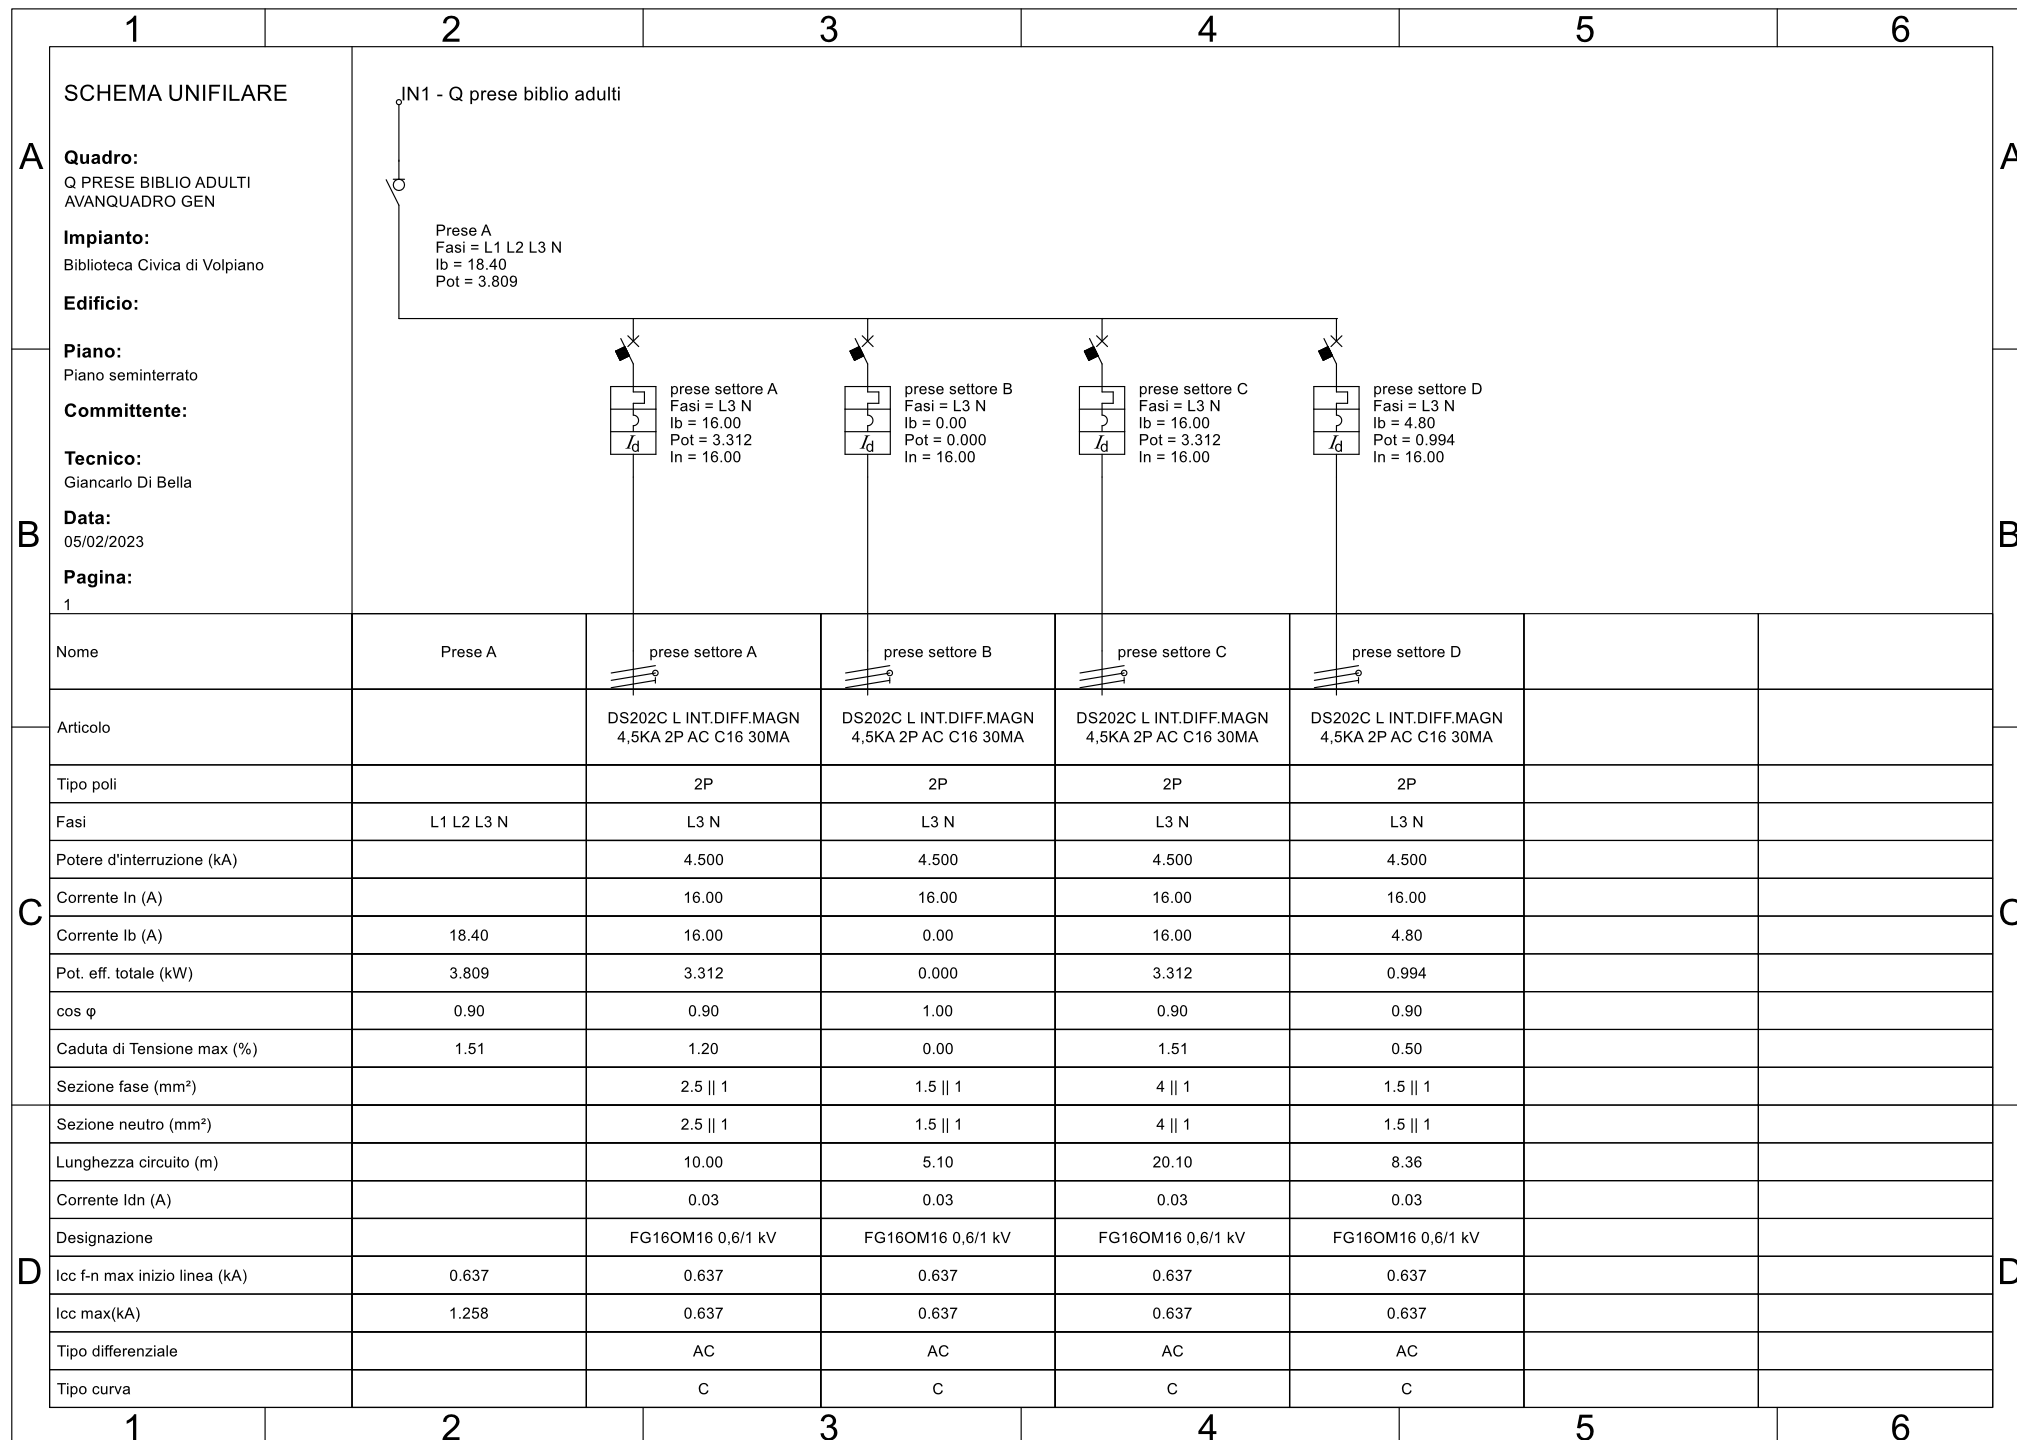 1 2 3 4 5 6
SCHEMA UNIFILARE
Quadro:
Q PRESE BIBLIO ADULTI
AVANQUADRO GEN
Impianto:
Biblioteca Civica di Volpiano
Edificio:
Piano:
Piano seminterrato
Committente:
Tecnico:
Giancarlo Di Bella
Data:
05/02/2023
Pagina:
1
IN1 - Q prese biblio adulti
Prese A
Fasi = L1 L2 L3 N
Ib = 18.40
Pot = 3.809
prese settore A
Fasi = L3 N
Ib = 16.00
Pot = 3.312
In = 16.00
Id
prese settore B
Fasi = L3 N
Ib = 0.00
Pot = 0.000
In = 16.00
Id
prese settore C
Fasi = L3 N
Ib = 16.00
Pot = 3.312
In = 16.00
Id
prese settore D
Fasi = L3 N
Ib = 4.80
Pot = 0.994
In = 16.00
Id
A A
B B
C C
D D
Nome Prese A prese settore A prese settore B prese settore C prese settore D
Articolo DS202C L INT.DIFF.MAGN DS202C L INT.DIFF.MAGN DS202C L INT.DIFF.MAGN DS202C L INT.DIFF.MAGN
4,5KA 2P AC C16 30MA 4,5KA 2P AC C16 30MA 4,5KA 2P AC C16 30MA 4,5KA 2P AC C16 30MA
Tipo poli 2P 2P 2P 2P
Fasi L1 L2 L3 N L3 N L3 N L3 N L3 N
Potere d'interruzione (kA) 4.500 4.500 4.500 4.500
Corrente In (A) 16.00 16.00 16.00 16.00
Corrente Ib (A) 18.40 16.00 0.00 16.00 4.80
Pot. eff. totale (kW) 3.809 3.312 0.000 3.312 0.994
cos φ 0.90 0.90 1.00 0.90 0.90
Caduta di Tensione max (%) 1.51 1.20 0.00 1.51 0.50
Sezione fase (mm²) 2.5 || 1 1.5 || 1 4 || 1 1.5 || 1
Sezione neutro (mm²) 2.5 || 1 1.5 || 1 4 || 1 1.5 || 1
Lunghezza circuito (m) 10.00 5.10 20.10 8.36
Corrente Idn (A) 0.03 0.03 0.03 0.03
Designazione FG16OM16 0,6/1 kV FG16OM16 0,6/1 kV FG16OM16 0,6/1 kV FG16OM16 0,6/1 kV
Icc f-n max inizio linea (kA) 0.637 0.637 0.637 0.637 0.637
Icc max(kA) 1.258 0.637 0.637 0.637 0.637
Tipo differenziale AC AC AC AC
Tipo curva C C C C
1 2 3 4 5 6